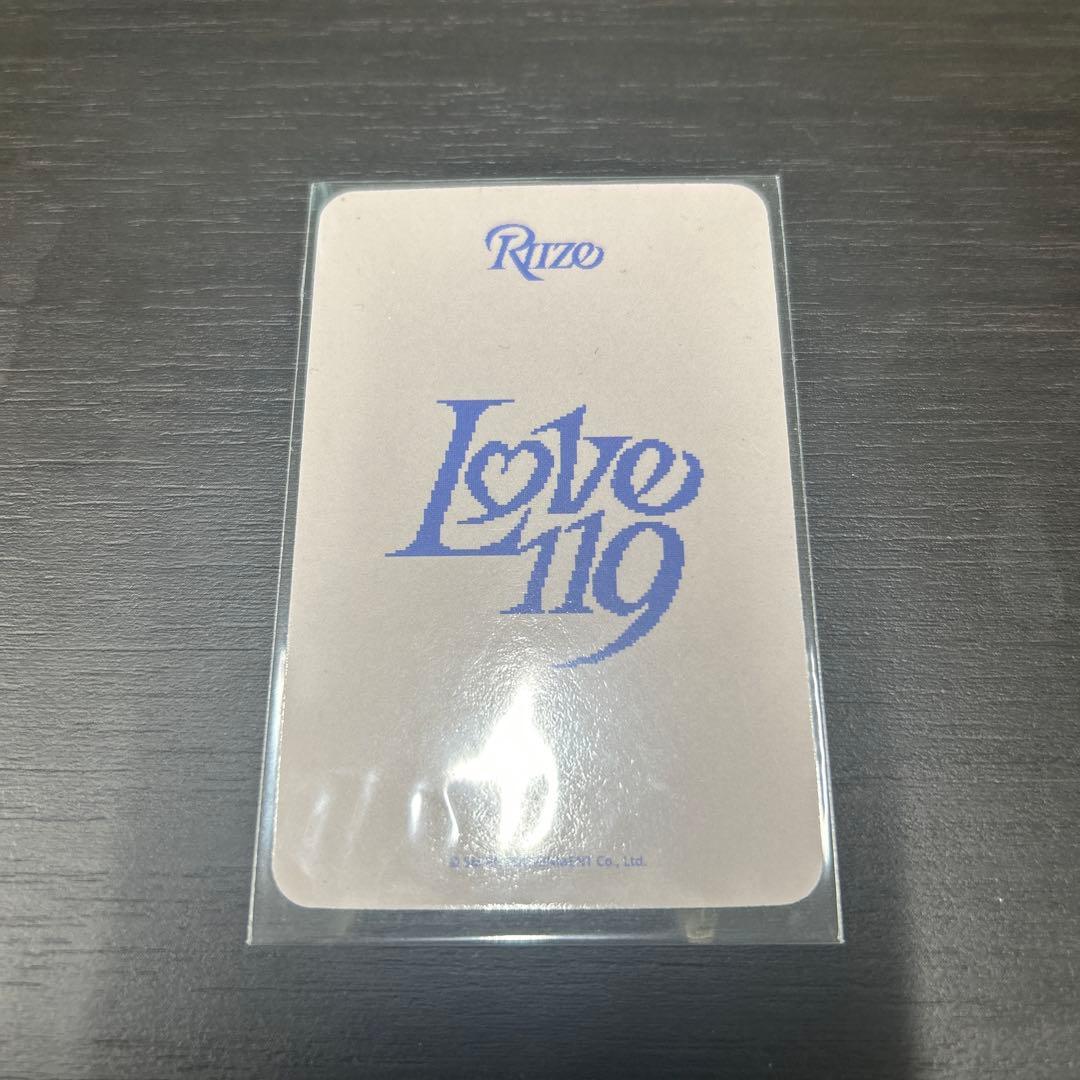 RIIZE
Love
119
© SM ENTERTAINMENT Co., Ltd.